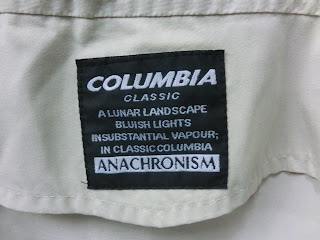 COLUMBIA
CLASSIC
A LUNAR LANDSCAPE
BLUISH LIGHTS
INSUBSTANTIAL VAPOUR;
IN CLASSIC COLUMBIA
ANACHRONISM